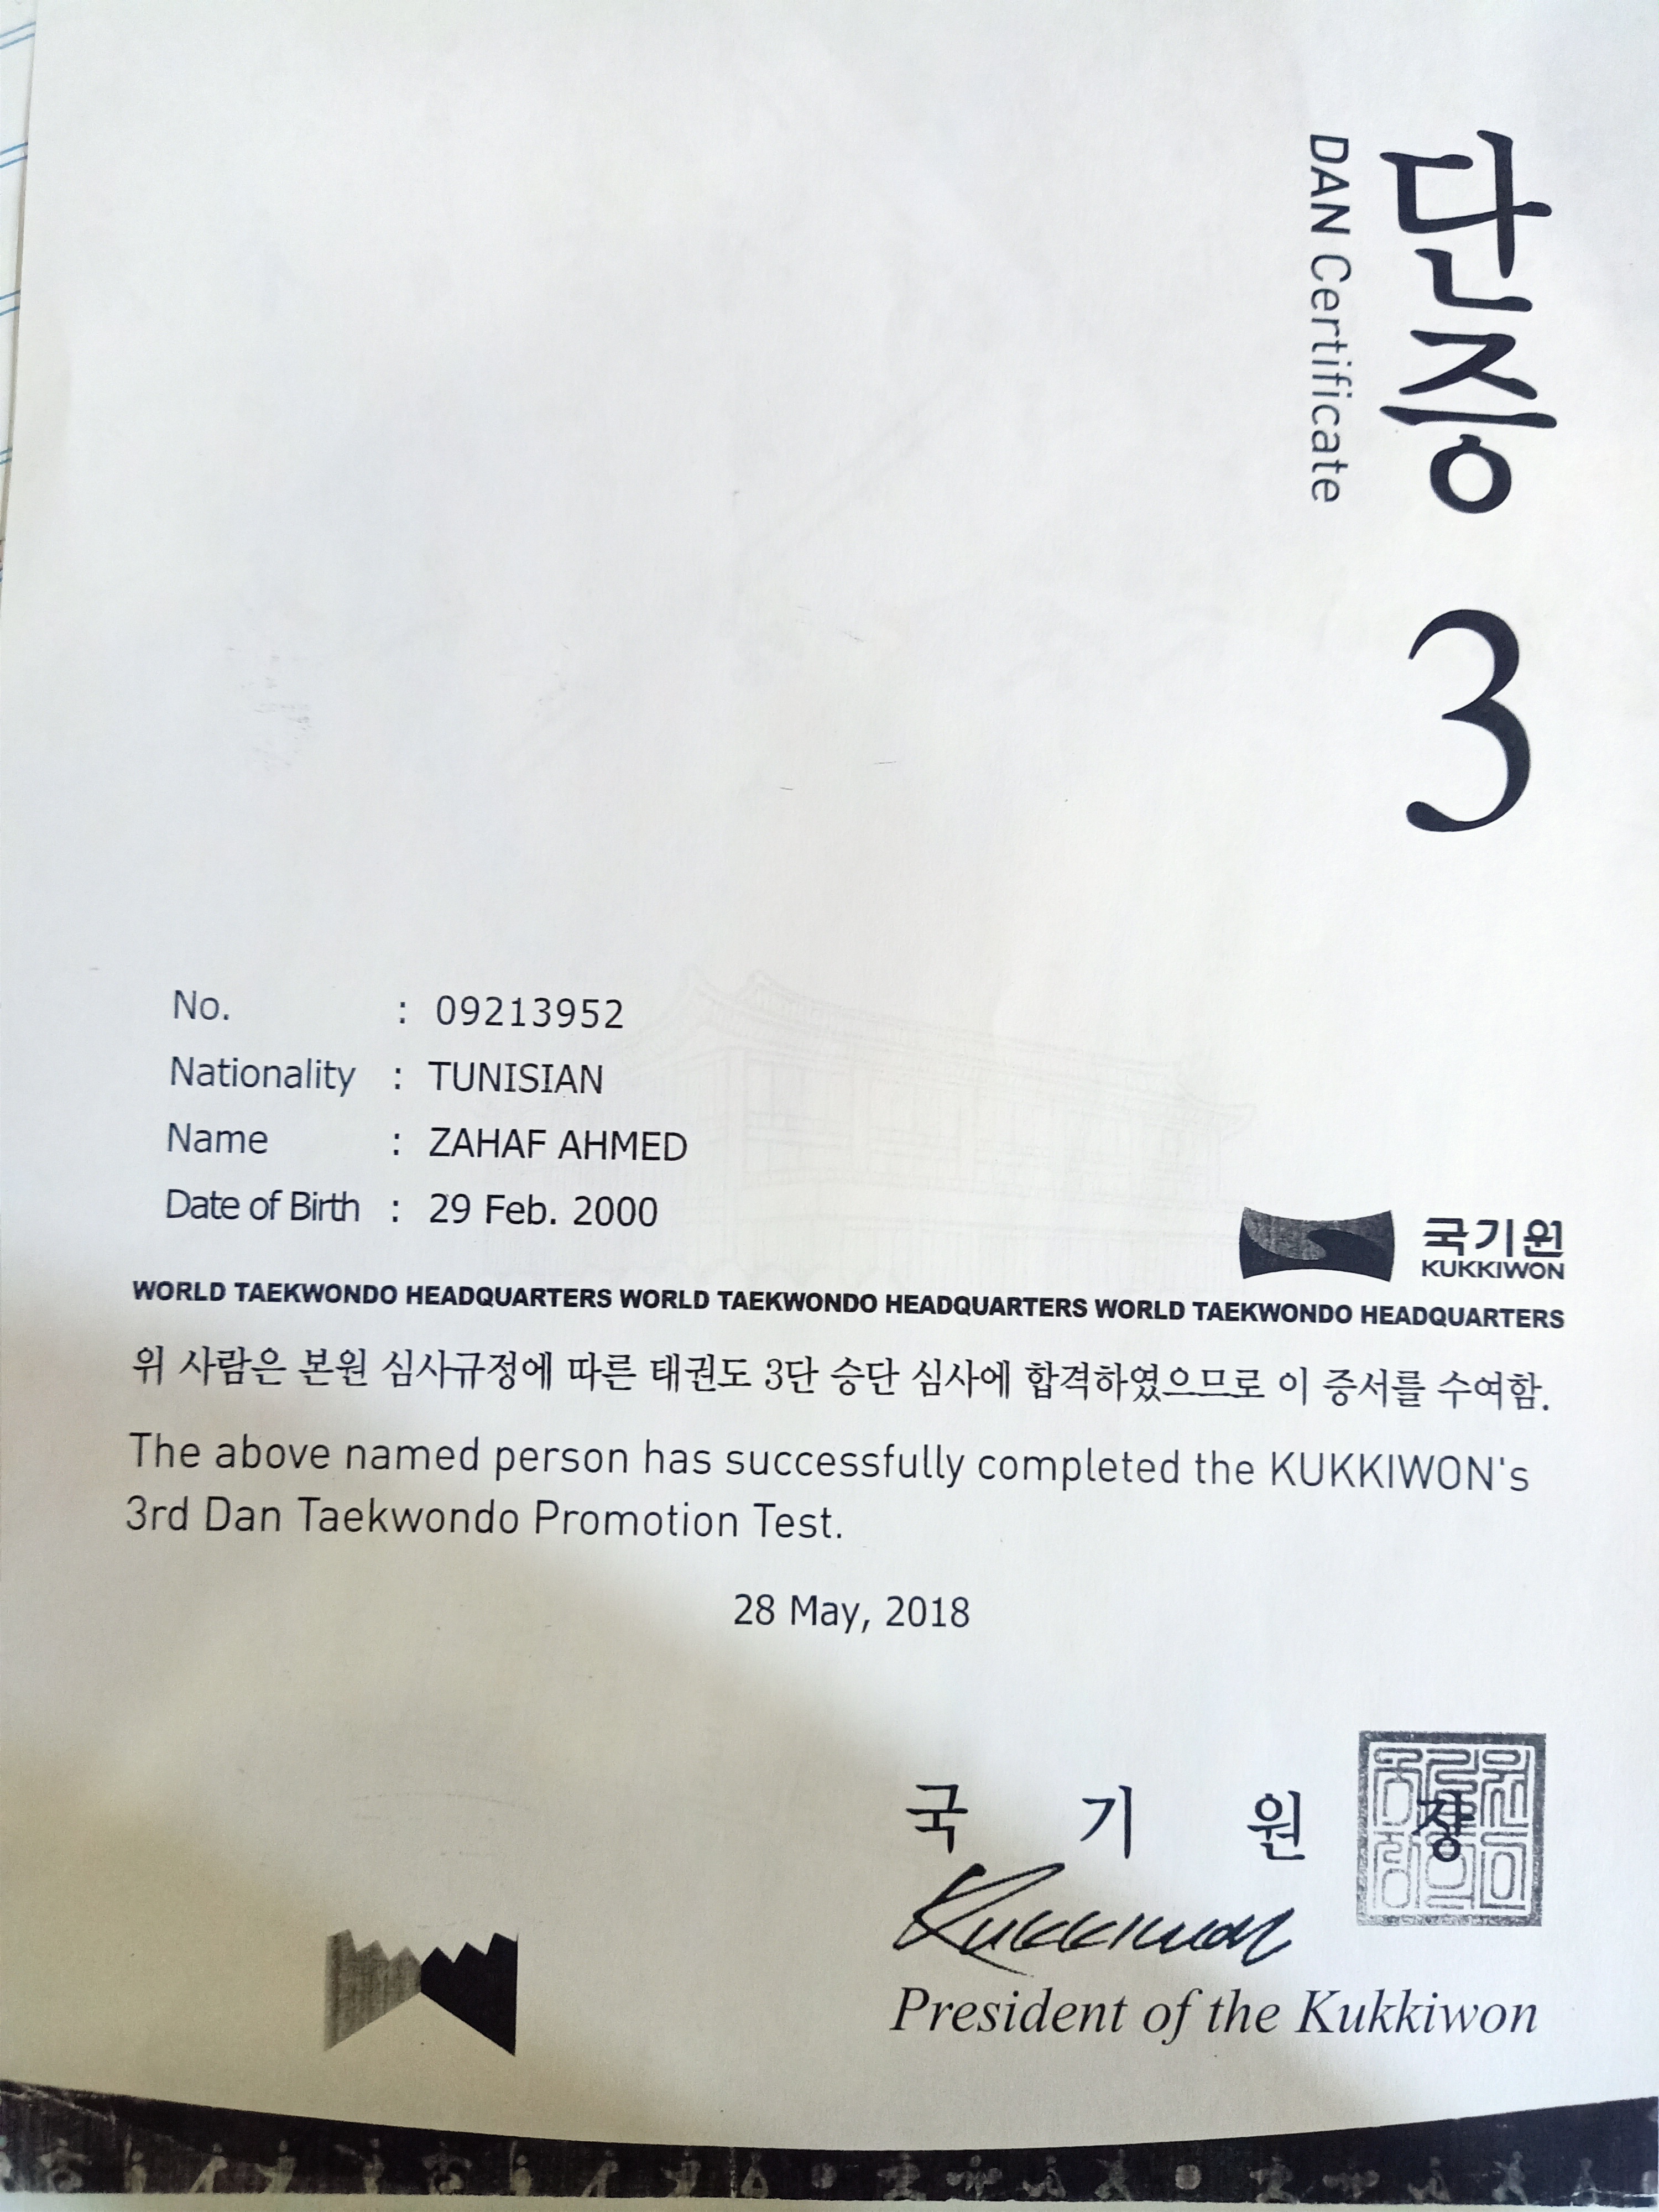 단증
DAN Certificate
3
No. : 09213952
Nationality : TUNISIAN
Name : ZAHAF AHMED
Date of Birth : 29 Feb. 2000
국기원
KUKKIWON
WORLD TAEKWONDO HEADQUARTERS WORLD TAEKWONDO HEADQUARTERS WORLD TAEKWONDO HEADQUARTERS
위 사람은 본원 심사규정에 따른 태권도 3단 승단 심사에 합격하였으므로 이 증서를 수여함.
The above named person has successfully completed the KUKKIWON's
3rd Dan Taekwondo Promotion Test.
28 May, 2018
국 기 원 장
Kukkiwon
President of the Kukkiwon